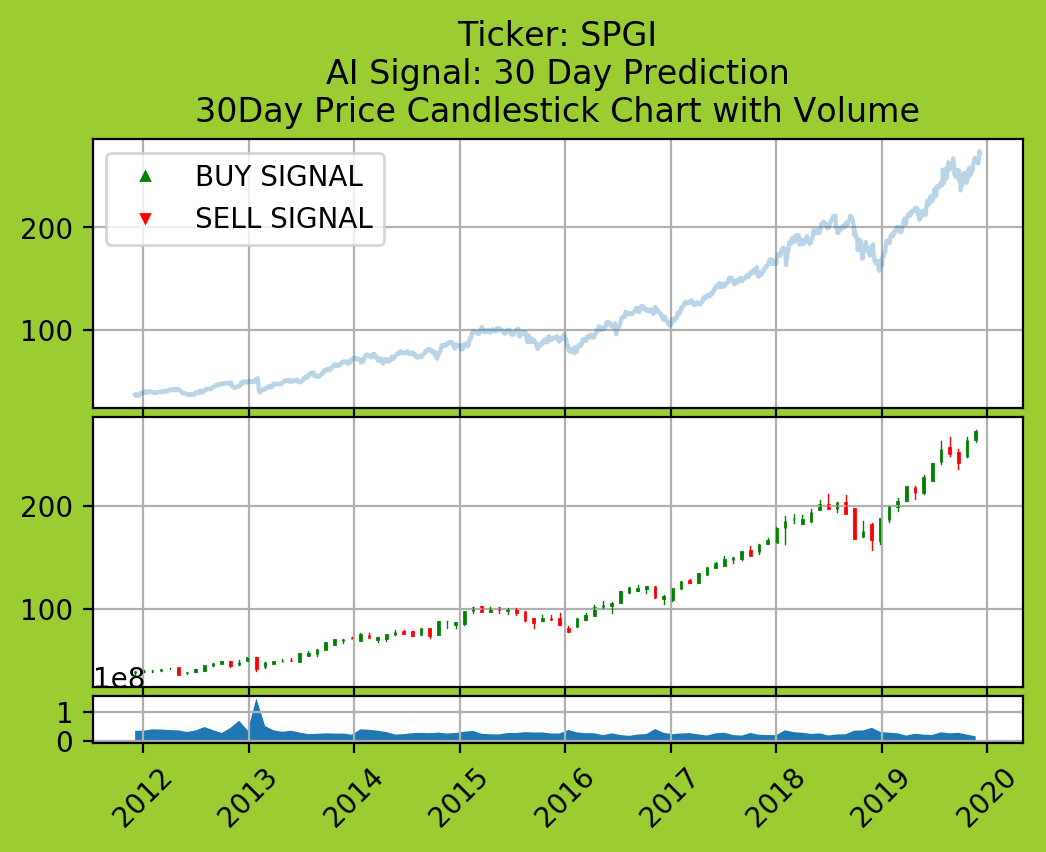 Ticker: SPGI
AI Signal: 30 Day Prediction
30Day Price Candlestick Chart with Volume
BUY SIGNAL
SELL SIGNAL
200
100
200
100
1e8
1
0
2012 2013 2014 2015 2016 2017 2018 2019 2020